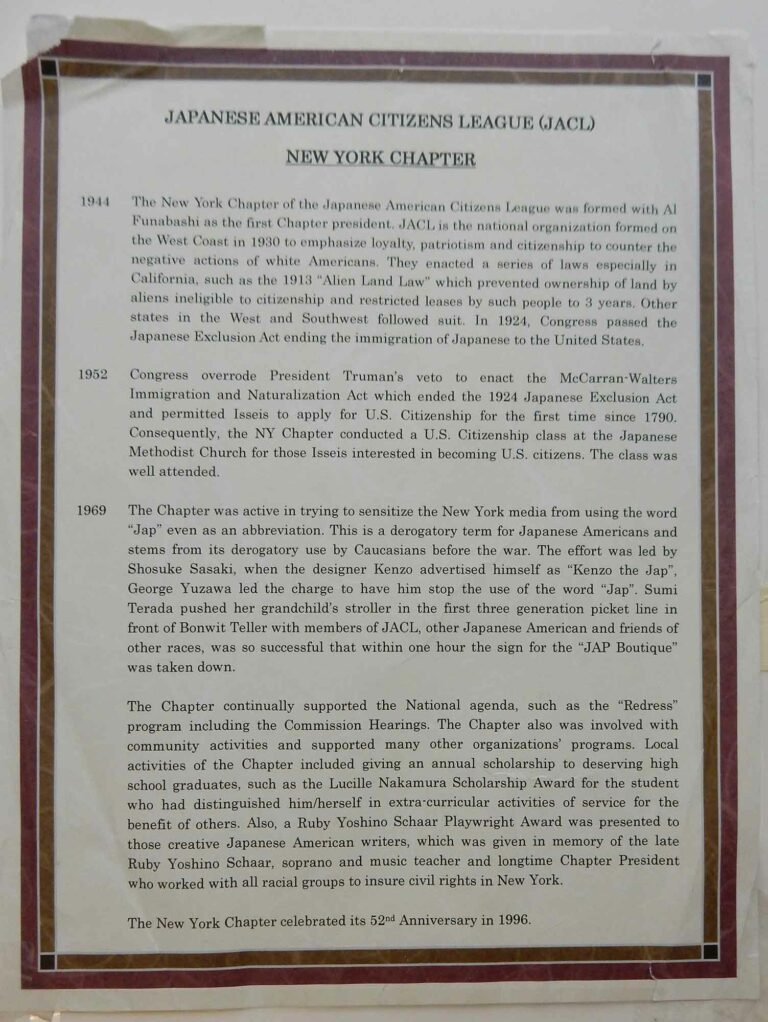 JAPANESE AMERICAN CITIZENS LEAGUE (JACL)
NEW YORK CHAPTER
1944 The New York Chapter of the Japanese American Citizens League was formed with Al
Funabashi as the first Chapter president. JACL is the national organization formed on
the West Coast in 1930 to emphasize loyalty, patriotism and citizenship to counter the
negative actions of white Americans. They enacted a series of laws especially in
California, such as the 1913 "Alien Land Law" which prevented ownership of land by
aliens ineligible to citizenship and restricted leases by such people to 3 years. Other
states in the West and Southwest followed suit. In 1924, Congress passed the
Japanese Exclusion Act ending the immigration of Japanese to the United States.
1952 Congress overrode President Truman's veto to enact the McCarran-Walters
Immigration and Naturalization Act which ended the 1924 Japanese Exclusion Act
and permitted Isseis to apply for U.S. Citizenship for the first time since 1790.
Consequently, the NY Chapter conducted a U.S. Citizenship class at the Japanese
Methodist Church for those Isseis interested in becoming U.S. citizens. The class was
well attended.
1969 The Chapter was active in trying to sensitize the New York media from using the word
"Jap" even as an abbreviation. This is a derogatory term for Japanese Americans and
stems from its derogatory use by Caucasians before the war. The effort was led by
Shosuke Sasaki, when the designer Kenzo advertised himself as "Kenzo the Jap",
George Yuzawa led the charge to have him stop the use of the word "Jap". Sumi
Terada pushed her grandchild's stroller in the first three generation picket line in
front of Bonwit Teller with members of JACL, other Japanese American and friends of
other races, was so successful that within one hour the sign for the "JAP Boutique"
was taken down.
The Chapter continually supported the National agenda, such as the "Redress"
program including the Commission Hearings. The Chapter also was involved with
community activities and supported many other organizations' programs. Local
activities of the Chapter included giving an annual scholarship to deserving high
school graduates, such as the Lucille Nakamura Scholarship Award for the student
who had distinguished him/herself in extra-curricular activities of service for the
benefit of others. Also, a Ruby Yoshino Schaar Playwright Award was presented to
those creative Japanese American writers, which was given in memory of the late
Ruby Yoshino Schaar, soprano and music teacher and longtime Chapter President
who worked with all racial groups to insure civil rights in New York.
The New York Chapter celebrated its 52nd Anniversary in 1996.